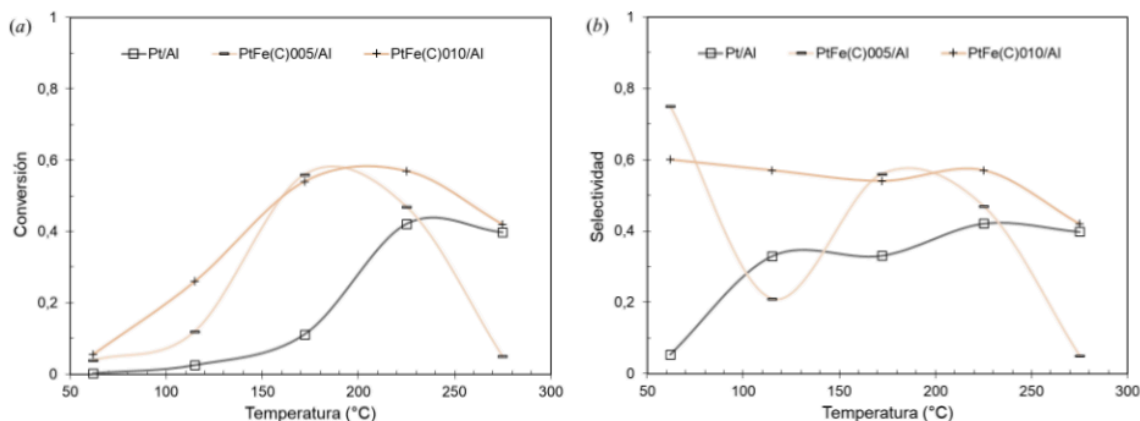 (a)
Pt/Al PtFe(C)005/Al PtFe(C)010/Al
Conversión
1
0,8
0,6
0,4
0,2
0
50 100 150 200 250 300
Temperatura (°C)
(b)
Pt/Al PtFe(C)005/Al PtFe(C)010/Al
Selectividad
1
0,8
0,6
0,4
0,2
0
50 100 150 200 250 300
Temperatura (°C)